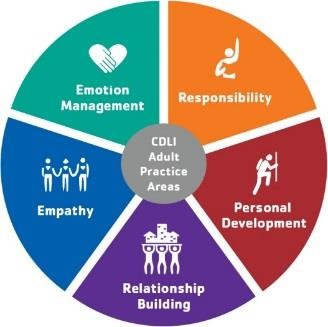 Emotion
Management
Responsibility
CDLI
Adult
Practice
Areas
Empathy
Personal
Development
Relationship
Building